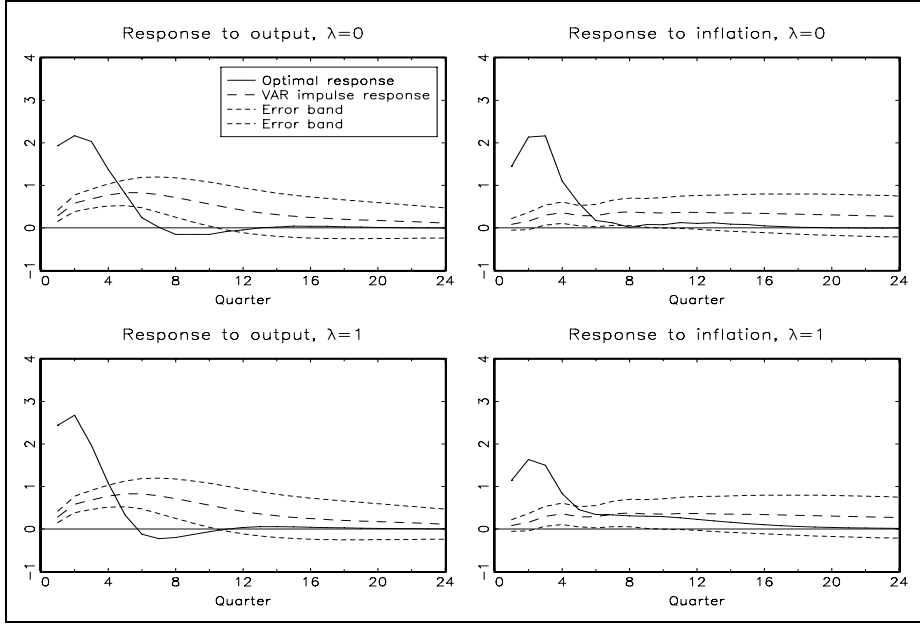 Response to output, λ=0
4
3
2
1
0
−1
Optimal response
VAR impulse response
Error band
Error band
0 4 8 12 16 20 24
Quarter
Response to inflation, λ=0
4
3
2
1
0
−1
0 4 8 12 16 20 24
Quarter
Response to output, λ=1
4
3
2
1
0
−1
0 4 8 12 16 20 24
Quarter
Response to inflation, λ=1
4
3
2
1
0
−1
0 4 8 12 16 20 24
Quarter